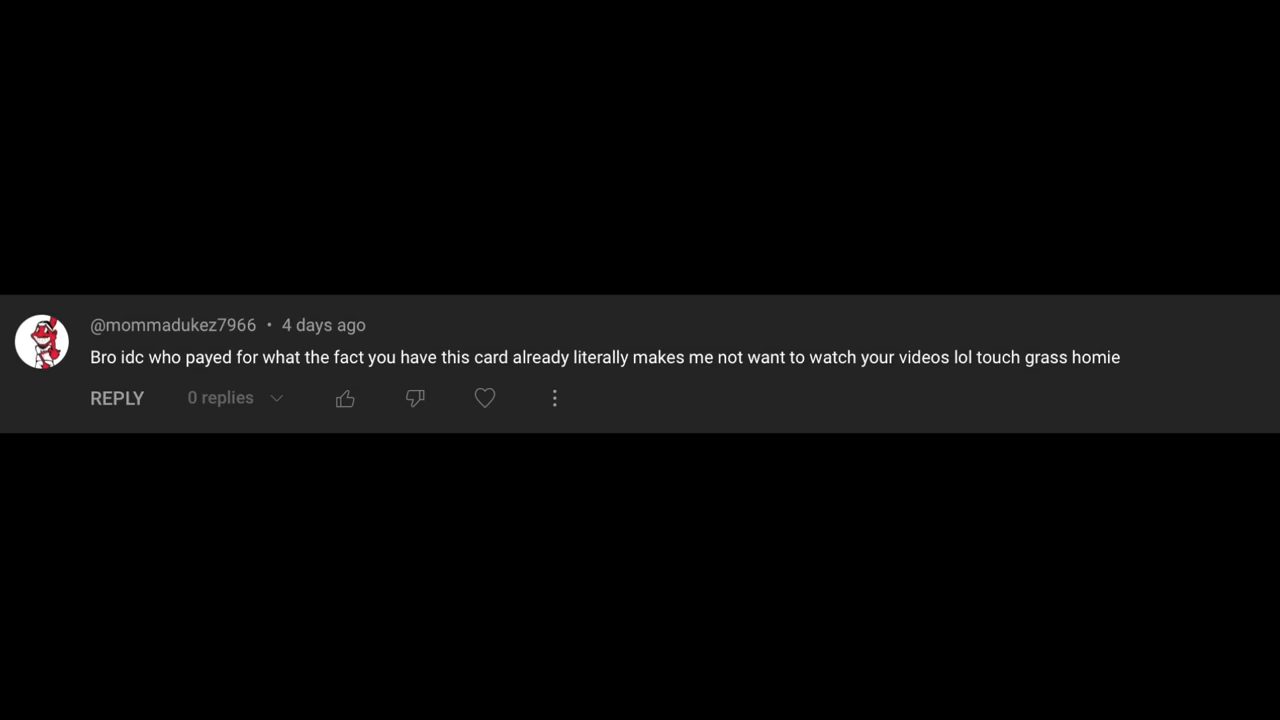 @mommadukez7966 • 4 days ago
Bro idc who payed for what the fact you have this card already literally makes me not want to watch your videos lol touch grass homie
REPLY 0 replies